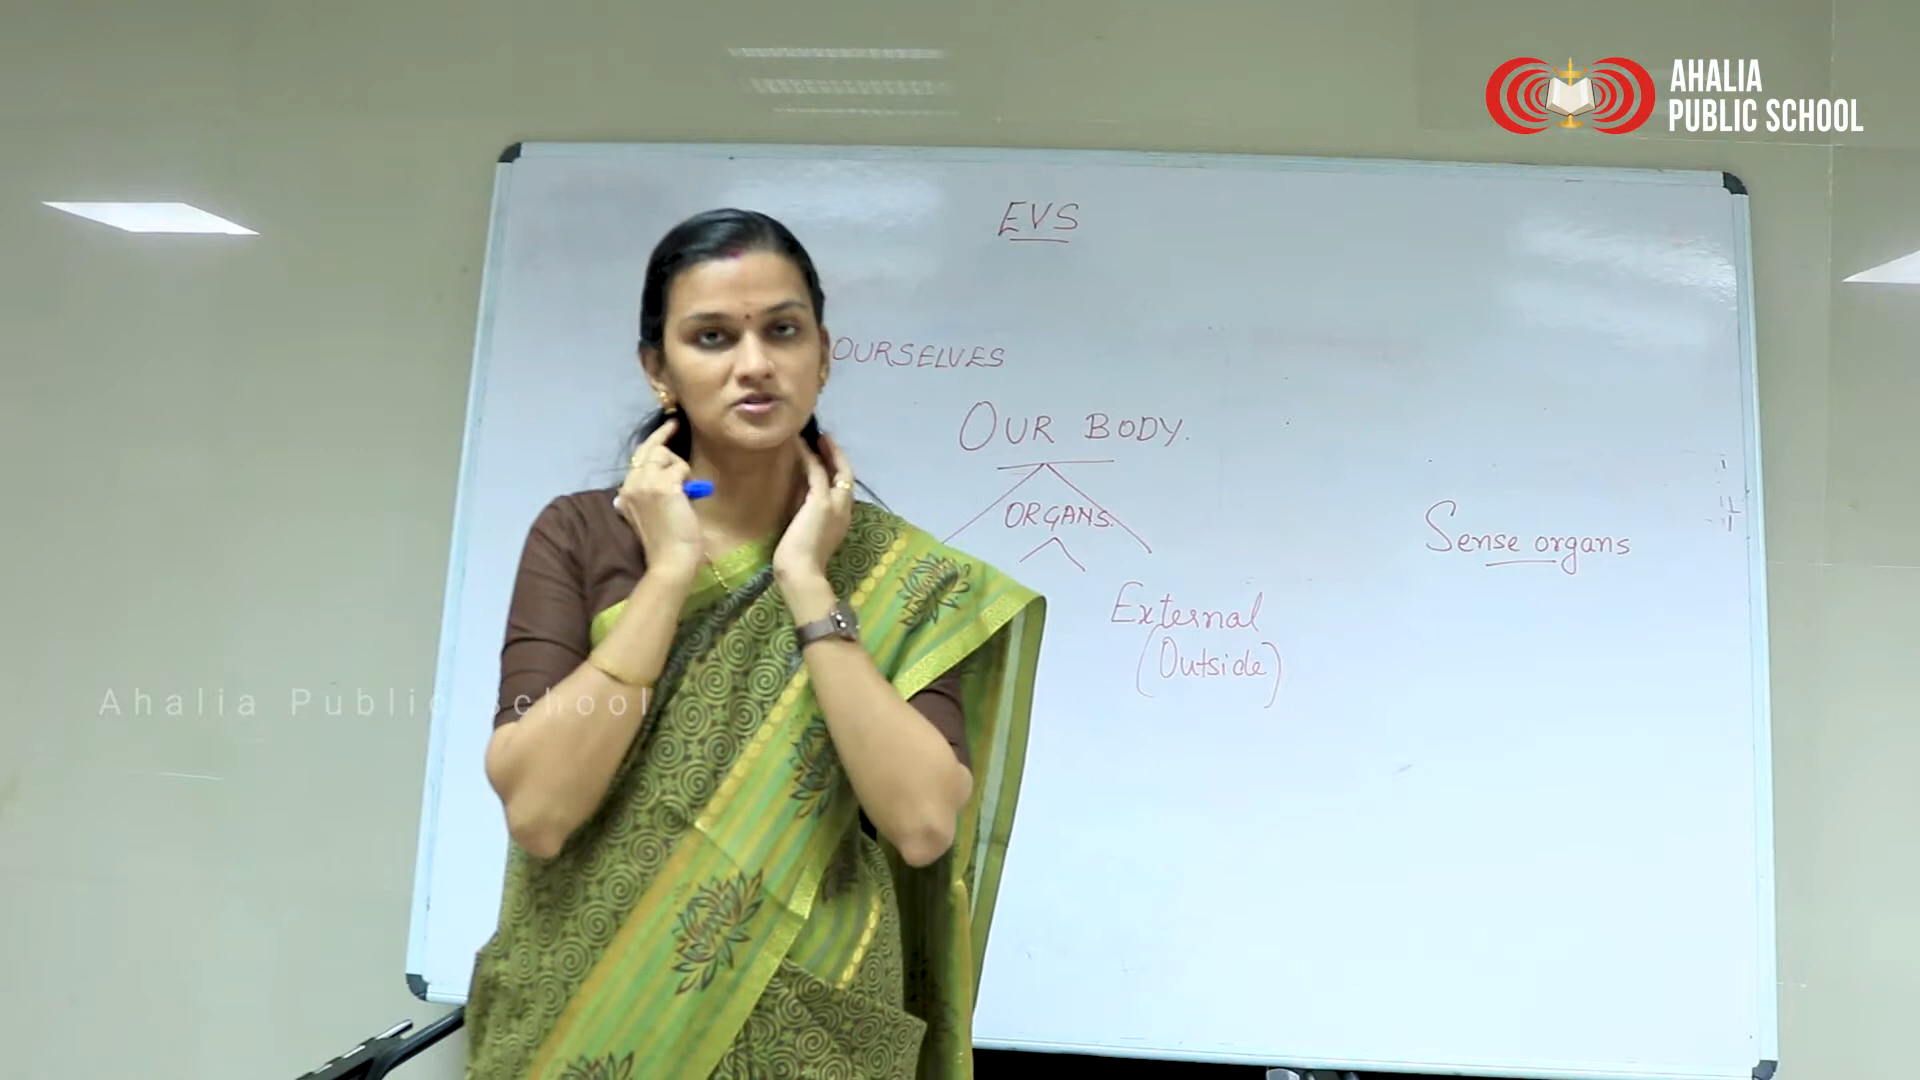 AHALIA
PUBLIC SCHOOL
EVS
OURSELVES
OUR BODY.
ORGANS.
Sense organs
External
(Outside)
Ahalia Public School